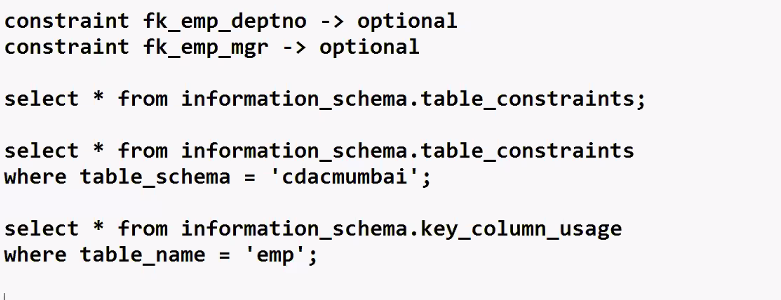 constraint fk_emp_deptno -> optional
constraint fk_emp_mgr -> optional
select * from information_schema.table_constraints;
select * from information_schema.table_constraints
where table_schema = 'cdacmumbai';
select * from information_schema.key_column_usage
where table_name = 'emp';